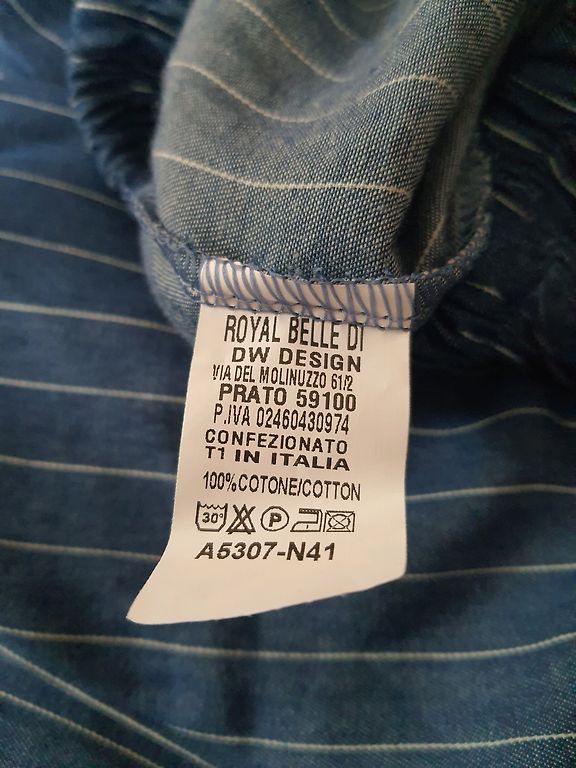 ROYAL BELLE DI
DW DESIGN
VIA DEL MOLINUZZO 61/2
PRATO 59100
P.IVA 02460430974
CONFEZIONATO
T1 IN ITALIA
100%COTONE/COTTON
30° P
A5307-N41